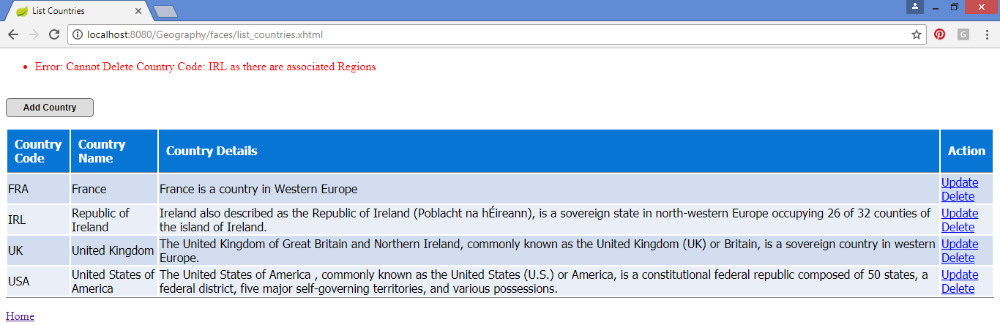 List Countries
localhost:8080/Geography/faces/list_countries.xhtml
G
Error: Cannot Delete Country Code: IRL as there are associated Regions
Add Country
Country Code
Country Name
Country Details
Action
FRA
France
France is a country in Western Europe
Update
Delete
IRL
Republic of
Ireland
Ireland also described as the Republic of Ireland (Poblacht na hÉireann), is a sovereign state in north-western Europe occupying 26 of 32 counties of
the island of Ireland.
Update
Delete
UK
United Kingdom
The United Kingdom of Great Britain and Northern Ireland, commonly known as the United Kingdom (UK) or Britain, is a sovereign country in western
Europe.
Update
Delete
USA
United States of
America
The United States of America , commonly known as the United States (U.S.) or America, is a constitutional federal republic composed of 50 states, a
federal district, five major self-governing territories, and various possessions.
Update
Delete
Home